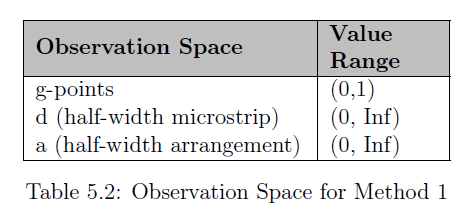 Observation Space Value Range
g-points (0,1)
d (half-width microstrip) (0, Inf)
a (half-width arrangement) (0, Inf)
Table 5.2: Observation Space for Method 1